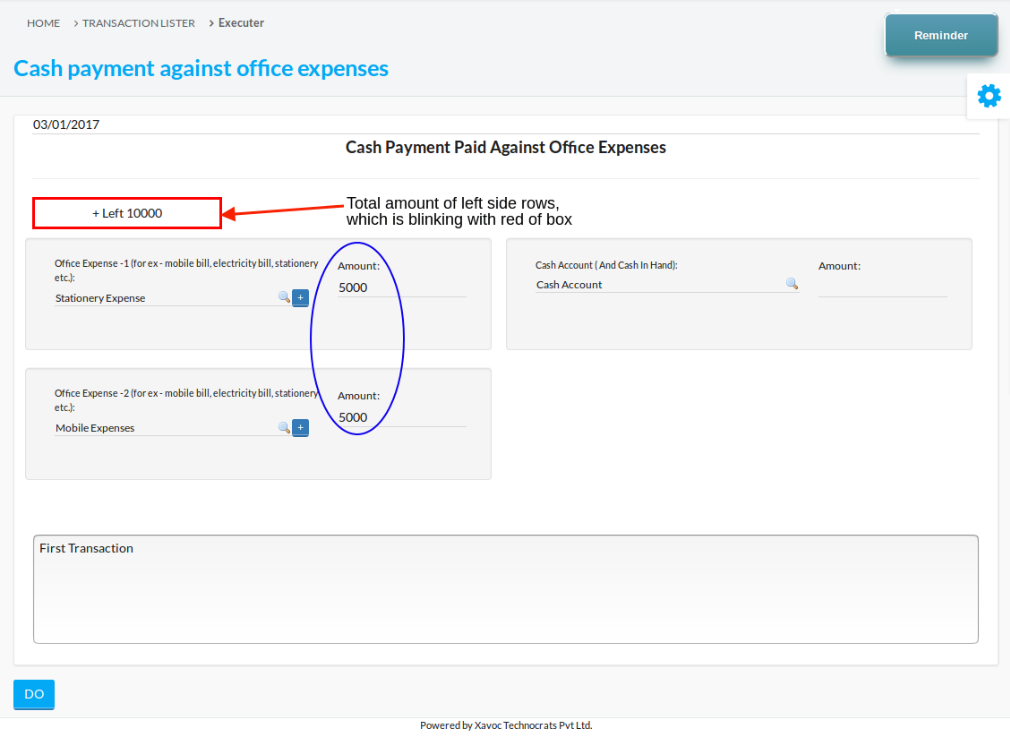 HOME > TRANSACTION LISTER > Executer
Reminder
Cash payment against office expenses
03/01/2017
Cash Payment Paid Against Office Expenses
+ Left 10000
Total amount of left side rows,
which is blinking with red of box
Office Expense -1 (for ex - mobile bill, electricity bill, stationery
etc.):
Amount:
Stationery Expense
+
5000
Cash Account ( And Cash In Hand):
Amount:
Cash Account
Office Expense -2 (for ex - mobile bill, electricity bill, stationery
etc.):
Amount:
Mobile Expenses
+
5000
First Transaction
DO
Powered by Xavoc Technocrats Pvt Ltd.